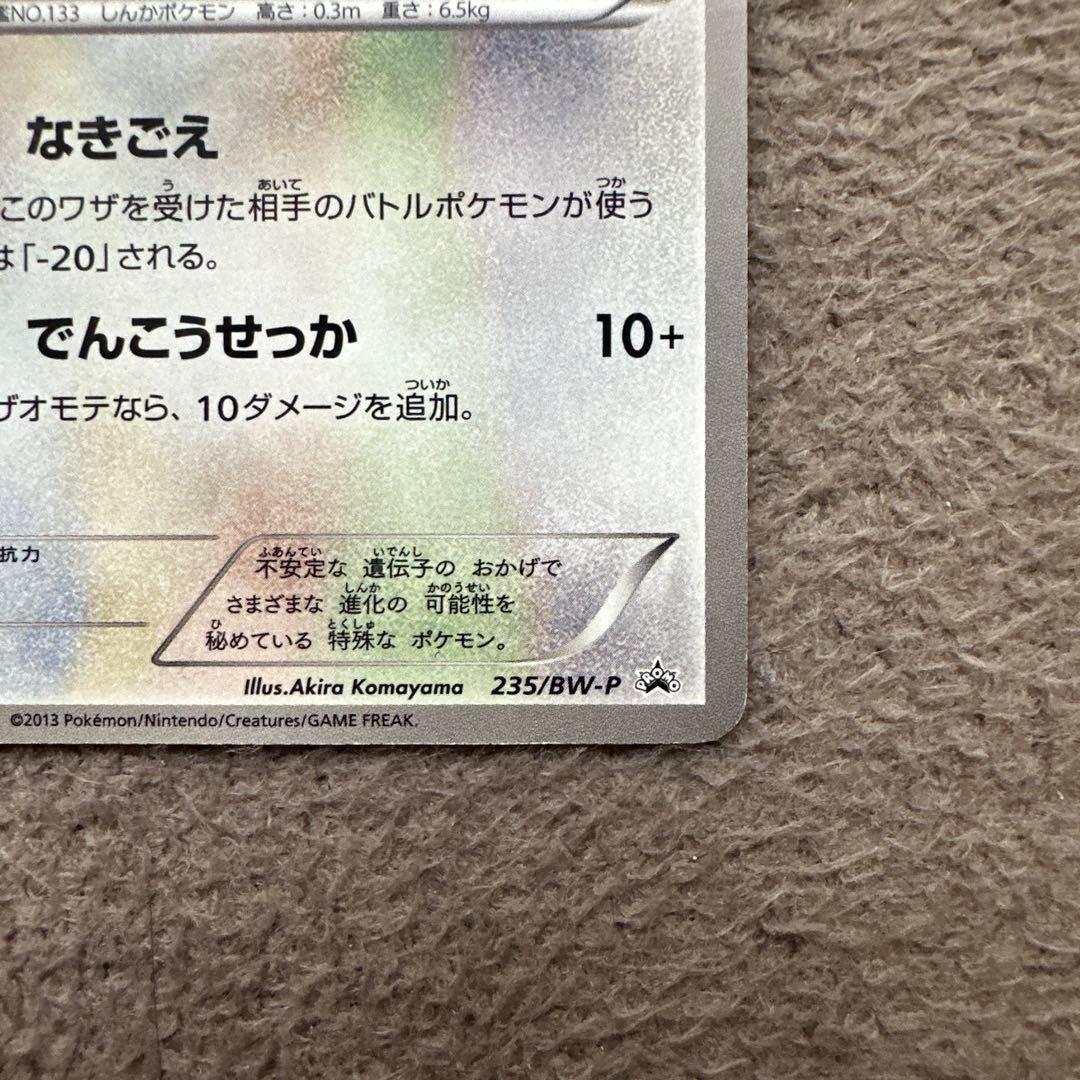 鑑NO.133 しんかポケモン 高さ：0.3m 重さ：6.5kg
なきごえ
このワザを受けた相手のバトルポケモンが使う
は「-20」される。
でんこうせっか 10+
ザオモテなら、10ダメージを追加。
抗力
不安定な 遺伝子の おかげで
さまざまな 進化の 可能性を
秘めている 特殊な ポケモン。
Illus.Akira Komayama 235/BW-P PROMO
©2013 Pokémon/Nintendo/Creatures/GAME FREAK.